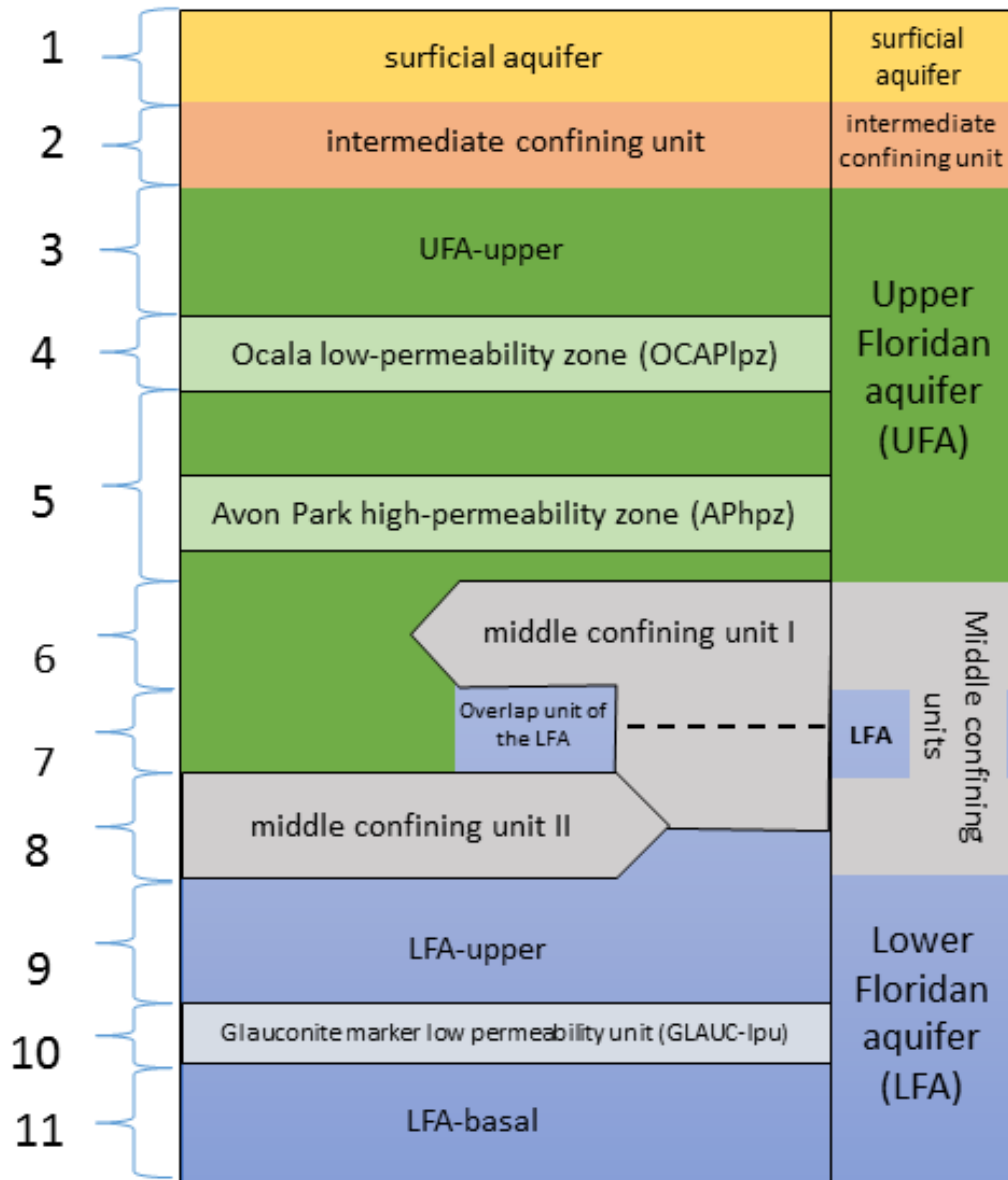 1
surficial aquifer
surficial
aquifer
2
intermediate confining unit
intermediate
confining unit
3
UFA-upper
Upper
Floridan
aquifer
(UFA)
4
Ocala low-permeability zone (OCAPlpz)
5
Avon Park high-permeability zone (APhpz)
6
middle confining unit I
Middle confining
units
7
Overlap unit of
the LFA
LFA
8
middle confining unit II
9
LFA-upper
Lower
Floridan
aquifer
(LFA)
10
Glauconite marker low permeability unit (GLAUC-lpu)
11
LFA-basal